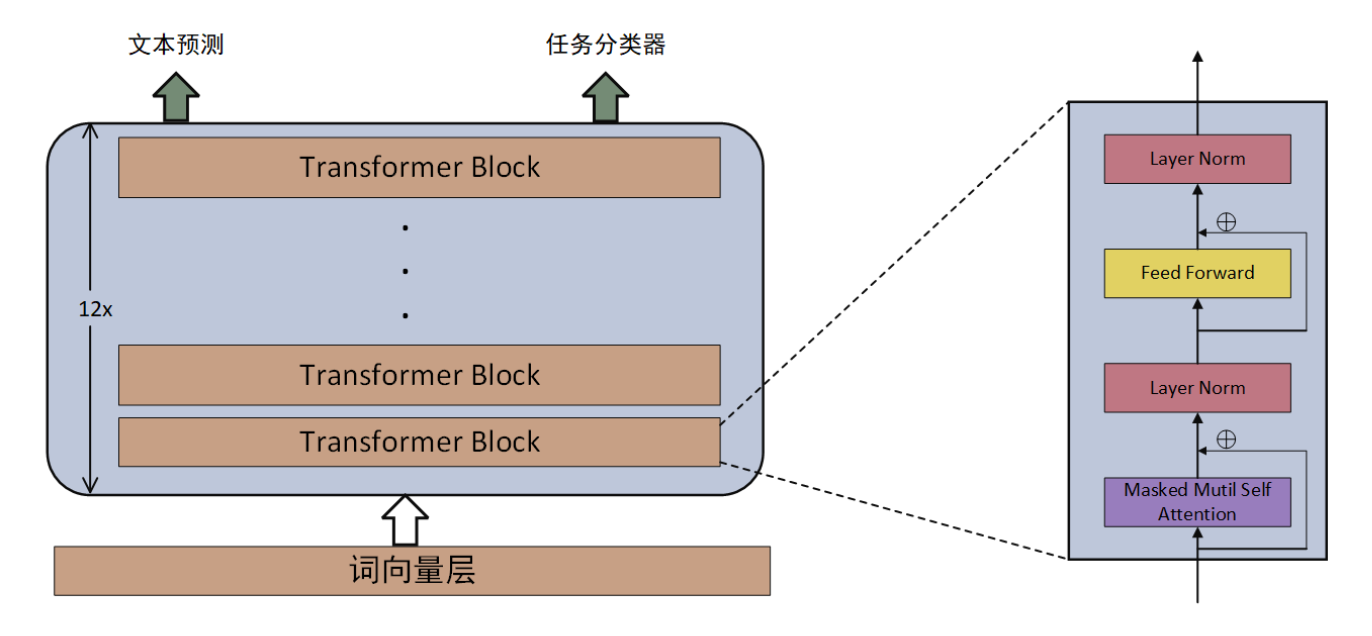 文本预测
任务分类器
Transformer Block
.
.
.
12x
Transformer Block
Transformer Block
词向量层
Layer Norm
Feed Forward
Layer Norm
Masked Mutil Self
Attention